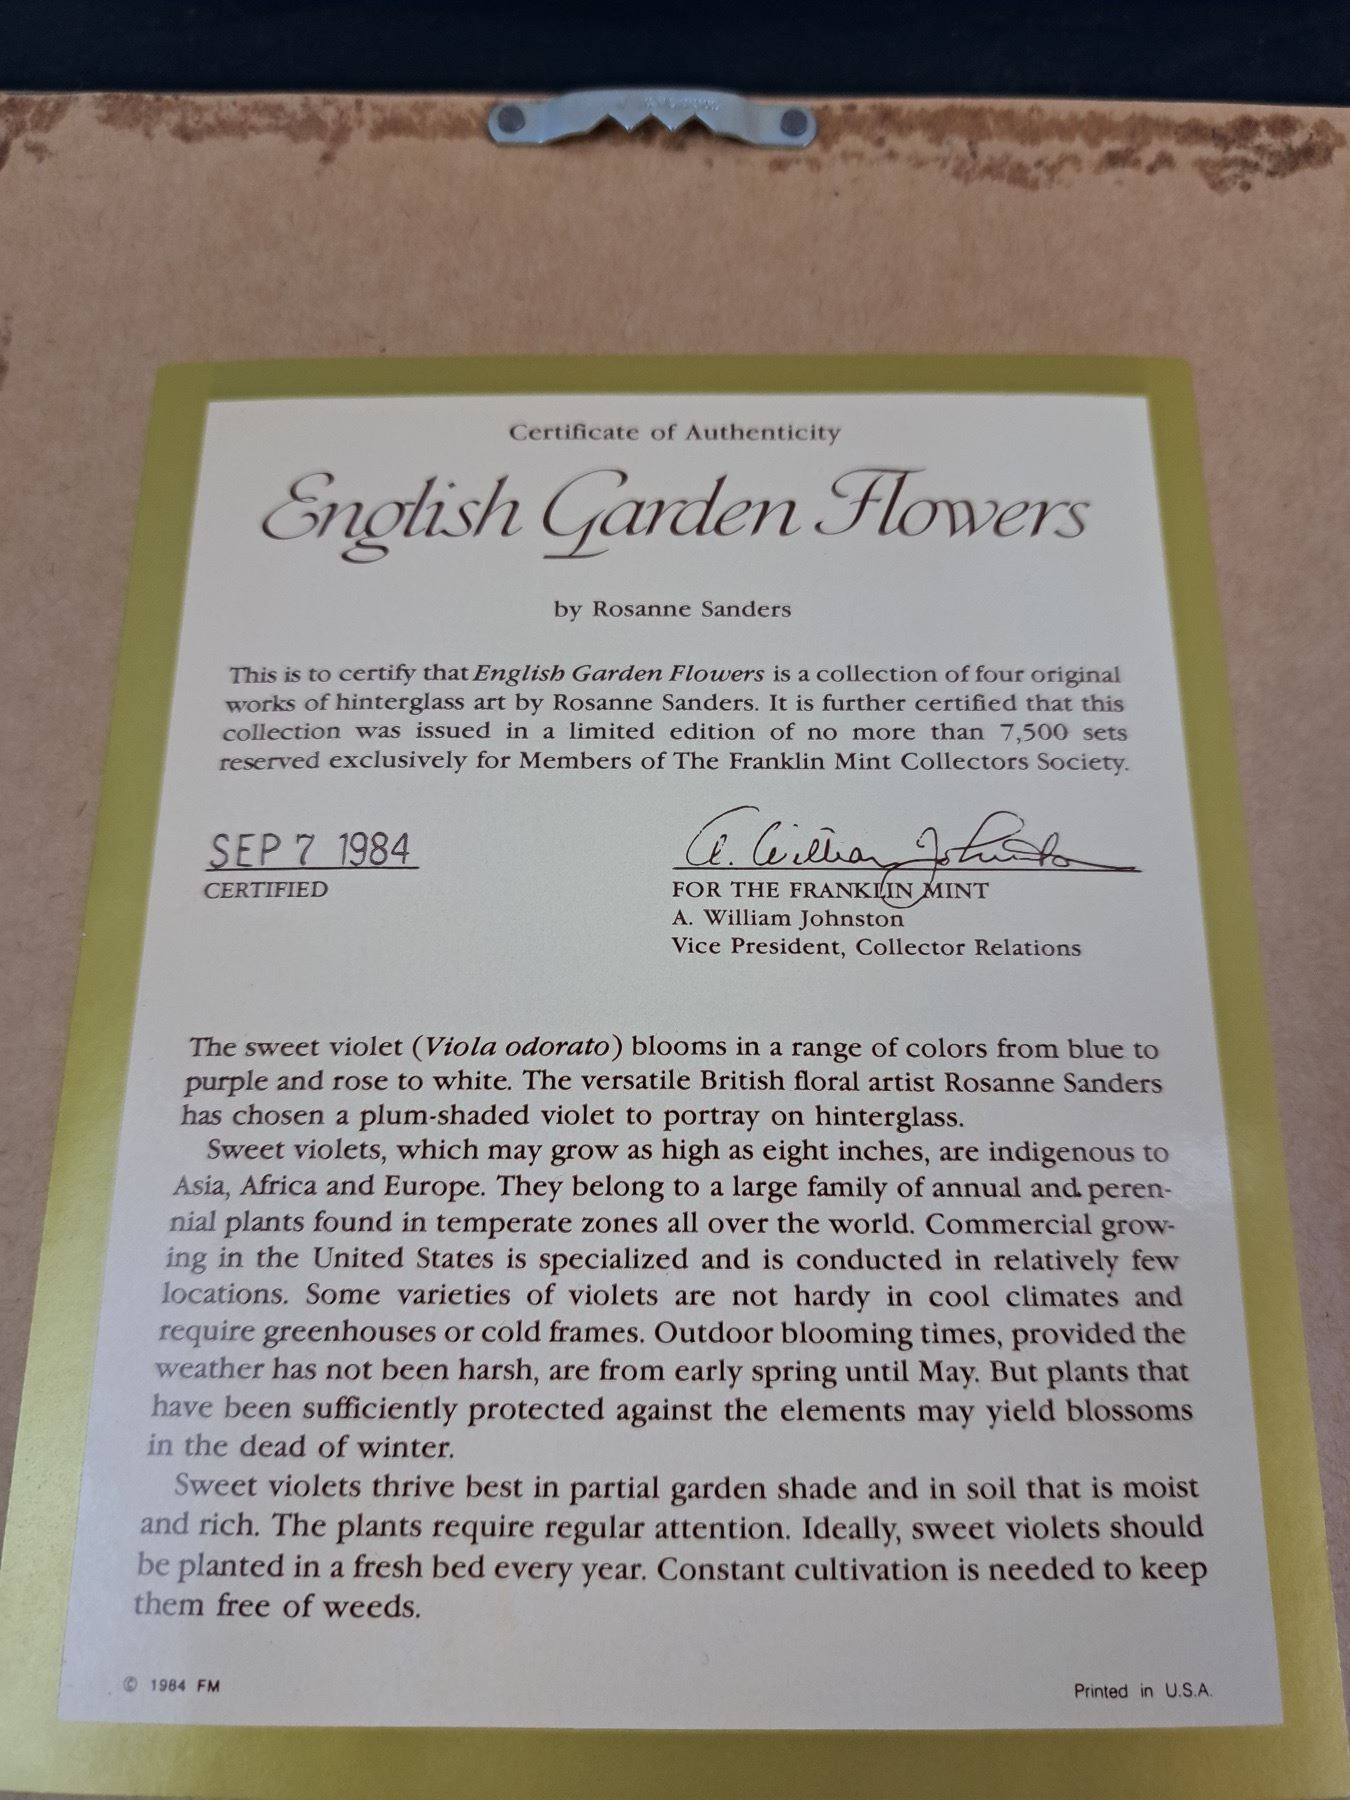 Certificate of Authenticity
English Garden Flowers
by Rosanne Sanders
This is to certify that English Garden Flowers is a collection of four original
works of hinterglass art by Rosanne Sanders. It is further certified that this
collection was issued in a limited edition of no more than 7,500 sets
reserved exclusively for Members of The Franklin Mint Collectors Society.
SEP 7 1984
CERTIFIED
A. William Johnston
FOR THE FRANKLIN MINT
A. William Johnston
Vice President, Collector Relations
The sweet violet (Viola odorato) blooms in a range of colors from blue to
purple and rose to white. The versatile British floral artist Rosanne Sanders
has chosen a plum-shaded violet to portray on hinterglass.
Sweet violets, which may grow as high as eight inches, are indigenous to
Asia, Africa and Europe. They belong to a large family of annual and peren-
nial plants found in temperate zones all over the world. Commercial grow-
ing in the United States is specialized and is conducted in relatively few
locations. Some varieties of violets are not hardy in cool climates and
require greenhouses or cold frames. Outdoor blooming times, provided the
weather has not been harsh, are from early spring until May. But plants that
have been sufficiently protected against the elements may yield blossoms
in the dead of winter.
Sweet violets thrive best in partial garden shade and in soil that is moist
and rich. The plants require regular attention. Ideally, sweet violets should
be planted in a fresh bed every year. Constant cultivation is needed to keep
them free of weeds.
© 1984 FM
Printed in U.S.A.